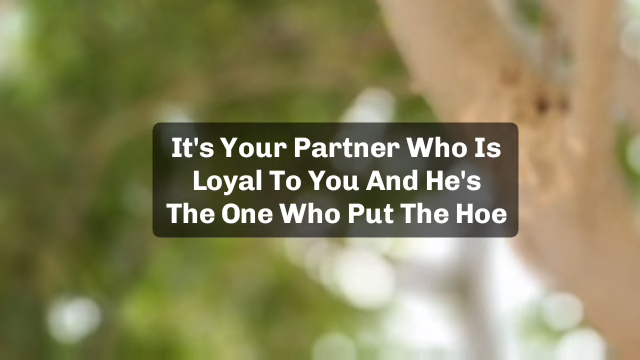 It's Your Partner Who Is
Loyal To You And He's
The One Who Put The Hoe